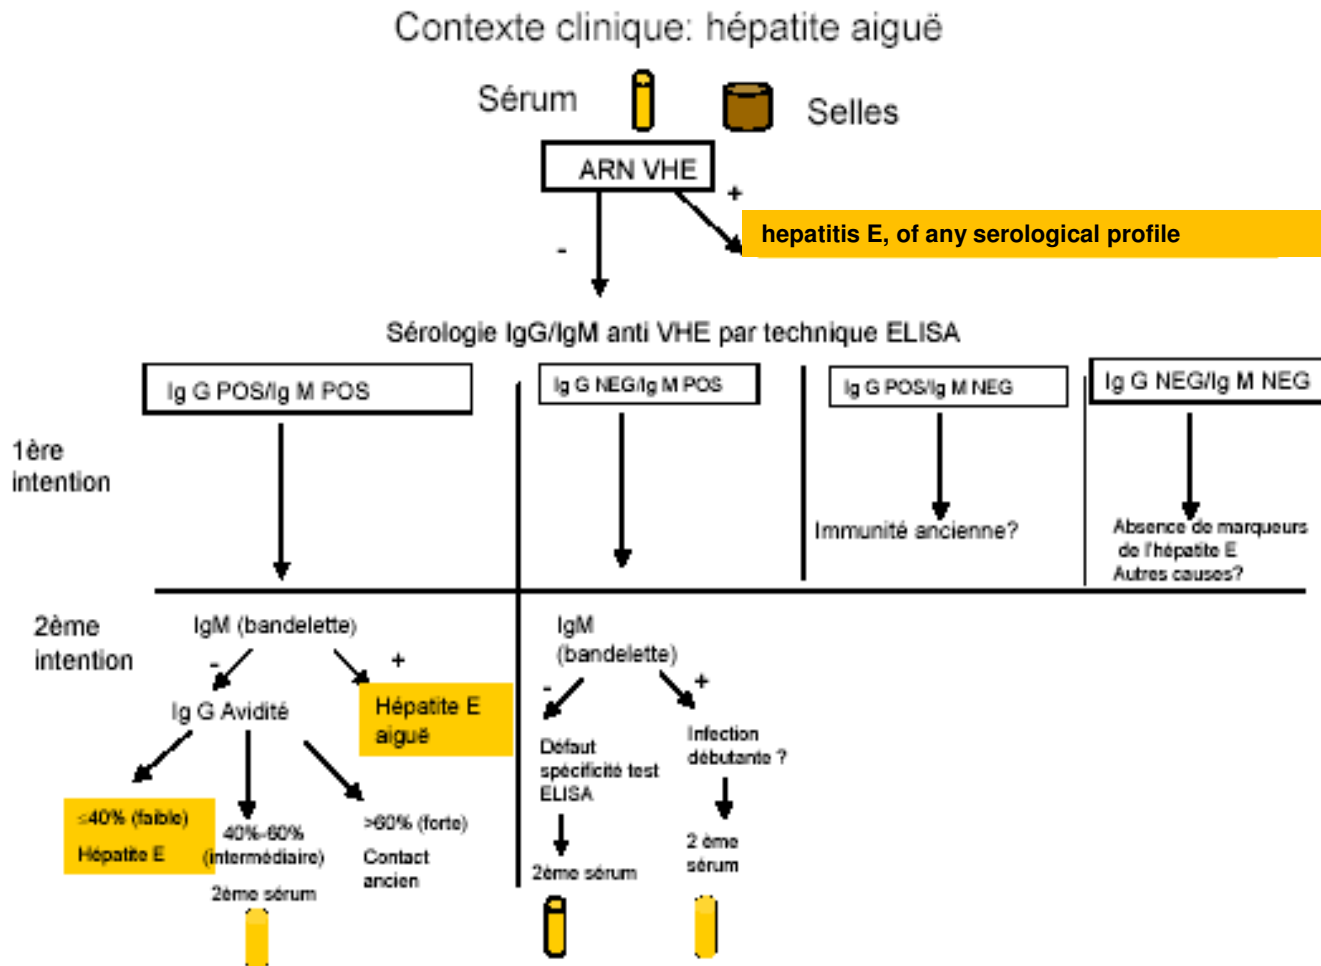 Contexte clinique: hépatite aiguë
Sérum
Selles
ARN VHE
+
hepatitis E, of any serological profile
-
Sérologie IgG/IgM anti VHE par technique ELISA
Ig G POS/Ig M POS
Ig G NEG/Ig M POS
Ig G POS/Ig M NEG
Ig G NEG/Ig M NEG
1ère
intention
Immunité ancienne?
Absence de marqueurs
de l'hépatite E
Autres causes?
2ème
intention
IgM (bandelette)
-
+
Ig G Avidité
Hépatite E
aiguë
≤40% (faible)
Hépatite E
40%-60%
(intermédiaire)
2ème sérum
>60% (forte)
Contact
ancien
IgM
(bandelette)
-
+
Défaut
spécificité test
ELISA
2ème sérum
Infection
débutante ?
2 ème
sérum